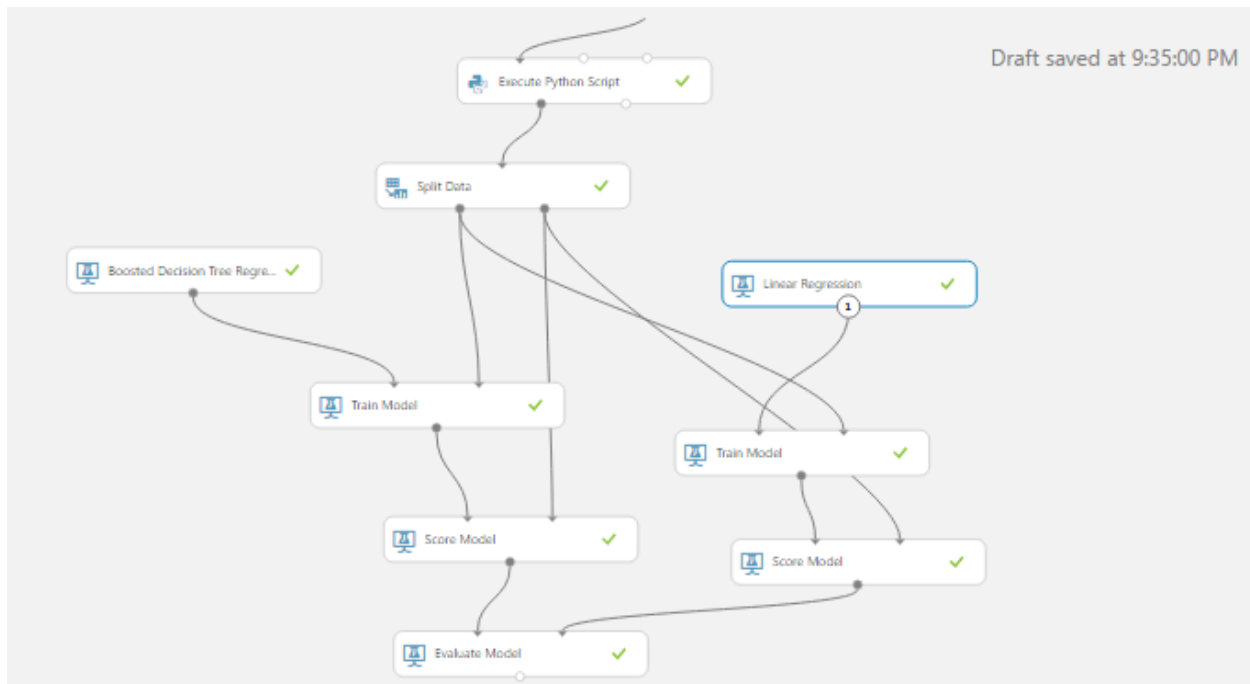 Draft saved at 9:35:00 PM
Execute Python Script
Split Data
Boosted Decision Tree Regre...
Linear Regression
1
Train Model
Train Model
Score Model
Score Model
Evaluate Model